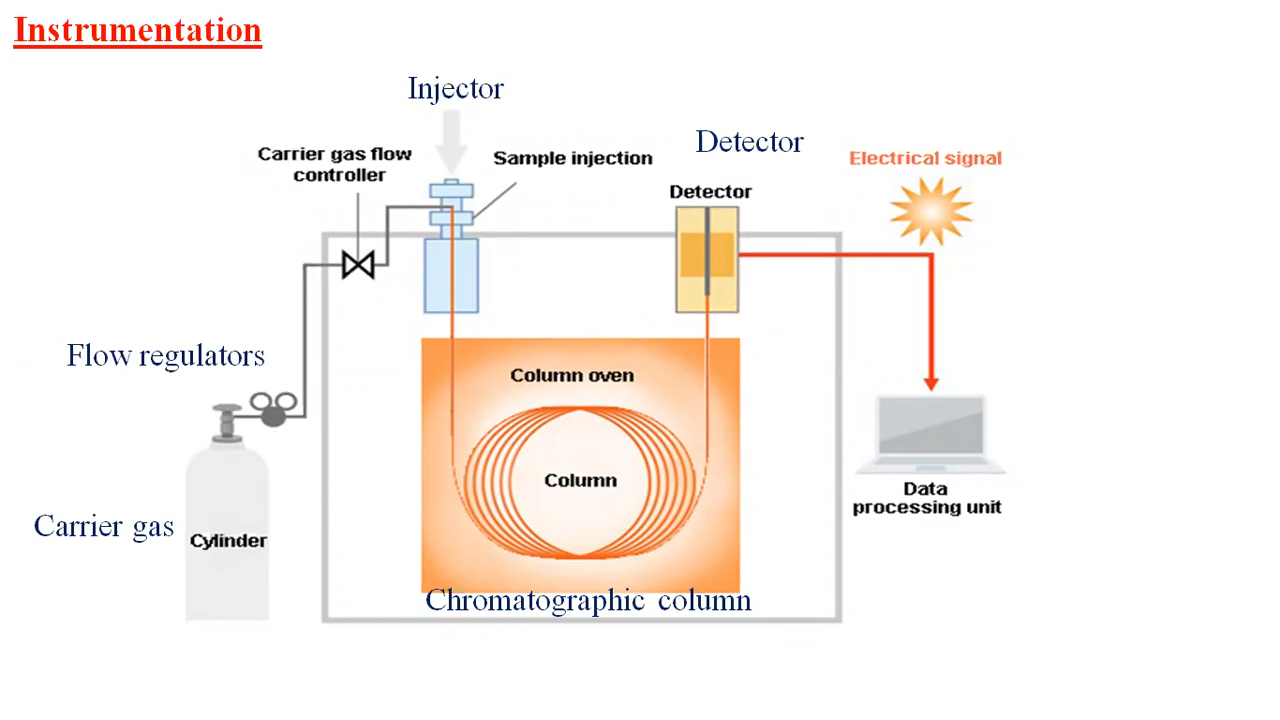 Instrumentation
Injector
Detector
Carrier gas flow
controller
Sample injection
Electrical signal
Detector
Flow regulators
Column oven
Column
Data
processing unit
Carrier gas
Cylinder
Chromatographic column